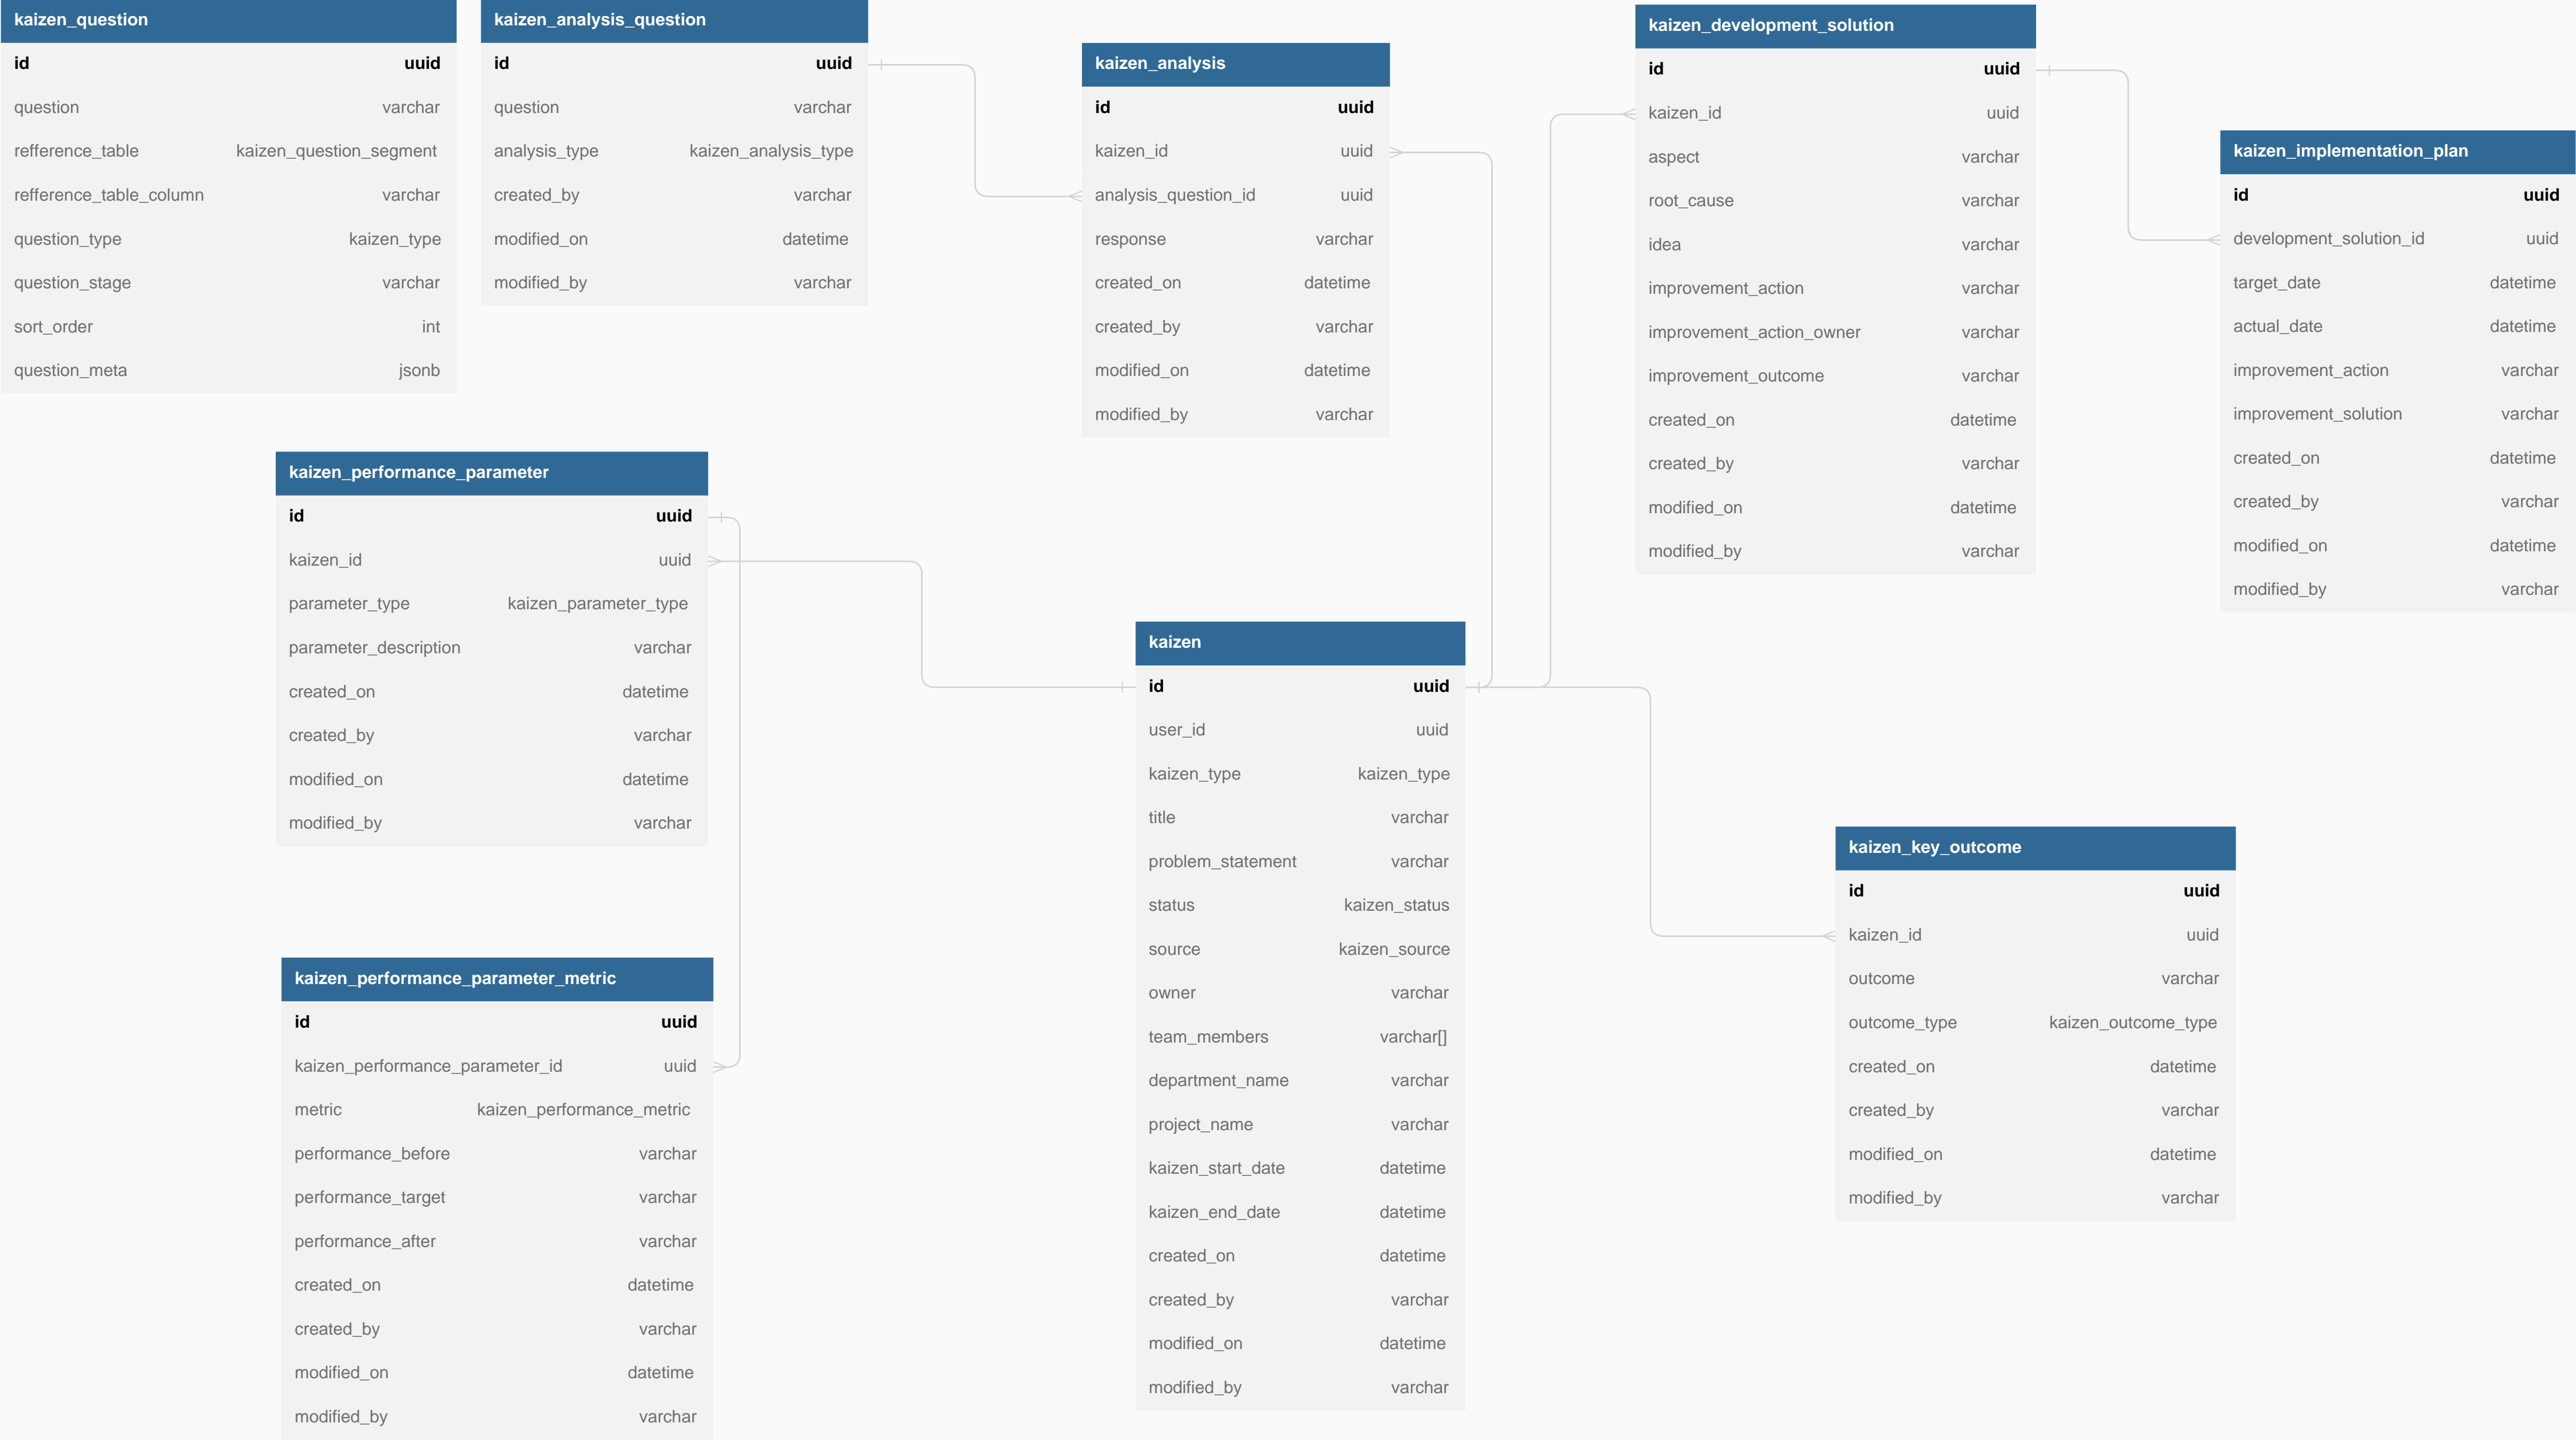 kaizen_question
id uuid
question varchar
refference_table kaizen_question_segment
refference_table_column varchar
question_type kaizen_type
question_stage varchar
sort_order int
question_meta jsonb
kaizen_analysis_question
id uuid
question varchar
analysis_type kaizen_analysis_type
created_by varchar
modified_on datetime
modified_by varchar
kaizen_analysis
id uuid
kaizen_id uuid
analysis_question_id uuid
response varchar
created_on datetime
created_by varchar
modified_on datetime
modified_by varchar
kaizen_development_solution
id uuid
kaizen_id uuid
aspect varchar
root_cause varchar
idea varchar
improvement_action varchar
improvement_action_owner varchar
improvement_outcome varchar
created_on datetime
created_by varchar
modified_on datetime
modified_by varchar
kaizen_implementation_plan
id uuid
development_solution_id uuid
target_date datetime
actual_date datetime
improvement_action varchar
improvement_solution varchar
created_on datetime
created_by varchar
modified_on datetime
modified_by varchar
kaizen_performance_parameter
id uuid
kaizen_id uuid
parameter_type kaizen_parameter_type
parameter_description varchar
created_on datetime
created_by varchar
modified_on datetime
modified_by varchar
kaizen
id uuid
user_id uuid
kaizen_type kaizen_type
title varchar
problem_statement varchar
status kaizen_status
source kaizen_source
owner varchar
team_members varchar[]
department_name varchar
project_name varchar
kaizen_start_date datetime
kaizen_end_date datetime
created_on datetime
created_by varchar
modified_on datetime
modified_by varchar
kaizen_key_outcome
id uuid
kaizen_id uuid
outcome varchar
outcome_type kaizen_outcome_type
created_on datetime
created_by varchar
modified_on datetime
modified_by varchar
kaizen_performance_parameter_metric
id uuid
kaizen_performance_parameter_id uuid
metric kaizen_performance_metric
performance_before varchar
performance_target varchar
performance_after varchar
created_on datetime
created_by varchar
modified_on datetime
modified_by varchar